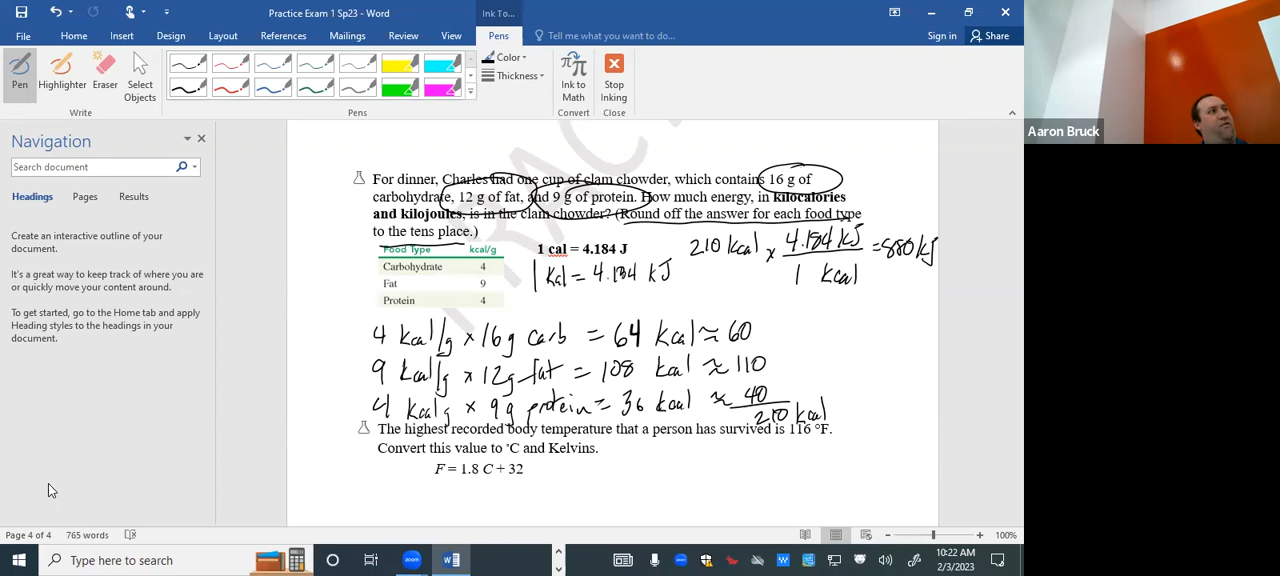 Practice Exam 1 Sp23 - Word
Ink To...
File Home Insert Design Layout References Mailings Review View Pens Tell me what you want to do... Sign in Share
Pen
Highlighter
Eraser
Select Objects
Write
Pens
Color
Thickness
Ink to Math
Convert
Stop Inking
Close
Aaron Bruck
Navigation
Search document
Headings Pages Results
Create an interactive outline of your
document.
It's a great way to keep track of where you
are or quickly move your content around.
To get started, go to the Home tab and apply
Heading styles to the headings in your
document.
PRACT
For dinner, Charles had one cup of clam chowder, which contains 16 g of
carbohydrate, 12 g of fat, and 9 g of protein. How much energy, in kilocalories
and kilojoules, is in the clam chowder? (Round off the answer for each food type
to the tens place.)
Food Type kcal/g
Carbohydrate 4
Fat 9
Protein 4
1 cal = 4.184 J
1 Kal = 4.184 KJ
210 kcal x 4.184 KJ / 1 kcal = 880 KJ
4 kcal/g x 16g carb = 64 kcal ≈ 60
9 kcal/g x 12g fat = 108 kcal ≈ 110
4 kcal/g x 9g protein = 36 kcal ≈ 40
210 kcal
The highest recorded body temperature that a person has survived is 116 °F.
Convert this value to °C and Kelvins.
F = 1.8 C + 32
Page 4 of 4 765 words
100%
Type here to search
zoom
10:22 AM
2/3/2023